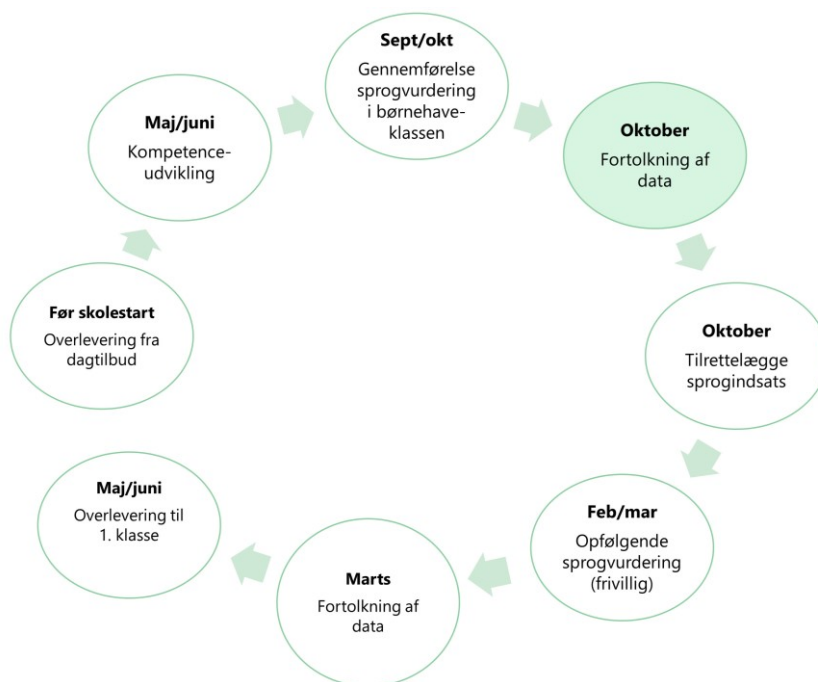 Sept/okt
Gennemførelse
sprogvurdering
i børnehave-
klassen
Oktober
Fortolkning af
data
Oktober
Tilrettelægge
sprogindsats
Feb/mar
Opfølgende
sprogvurdering
(frivillig)
Marts
Fortolkning af
data
Maj/juni
Overlevering til
1. klasse
Før skolestart
Overlevering fra
dagtilbud
Maj/juni
Kompetence-
udvikling